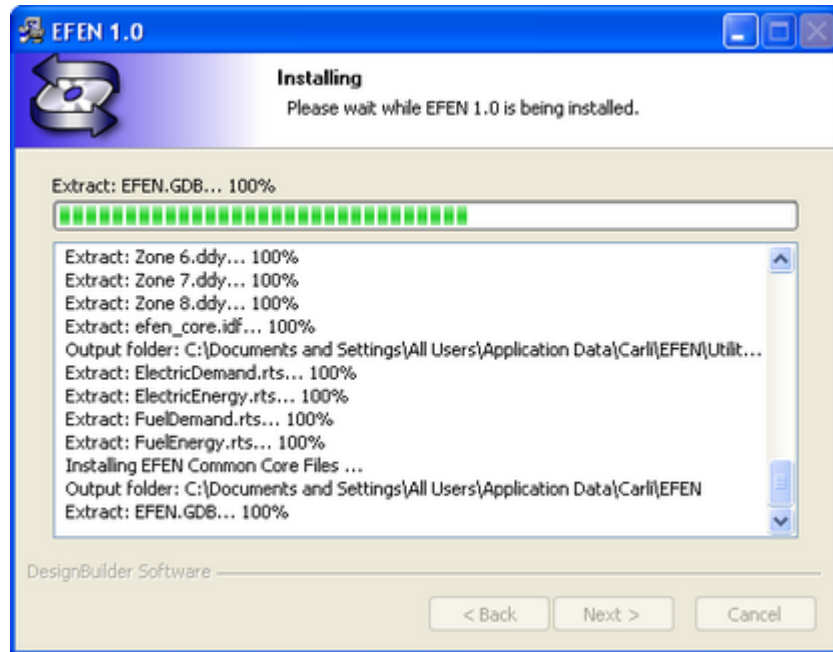 EFEN 1.0
Installing
Please wait while EFEN 1.0 is being installed.
Extract: EFEN.GDB... 100%
Extract: Zone 6.ddy... 100%
Extract: Zone 7.ddy... 100%
Extract: Zone 8.ddy... 100%
Extract: efen_core.idf... 100%
Output folder: C:\Documents and Settings\All Users\Application Data\Carli\EFEN\Utilit...
Extract: ElectricDemand.rts... 100%
Extract: ElectricEnergy.rts... 100%
Extract: FuelDemand.rts... 100%
Extract: FuelEnergy.rts... 100%
Installing EFEN Common Core Files ...
Output folder: C:\Documents and Settings\All Users\Application Data\Carli\EFEN
Extract: EFEN.GDB... 100%
DesignBuilder Software
< Back Next > Cancel